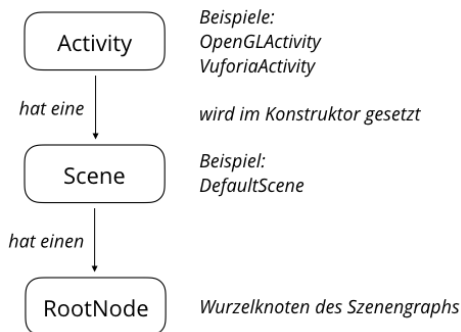 Activity
Beispiele:
OpenGLActivity
VuforiaActivity
hat eine
wird im Konstruktor gesetzt
Scene
Beispiel:
DefaultScene
hat einen
RootNode
Wurzelknoten des Szenengraphs